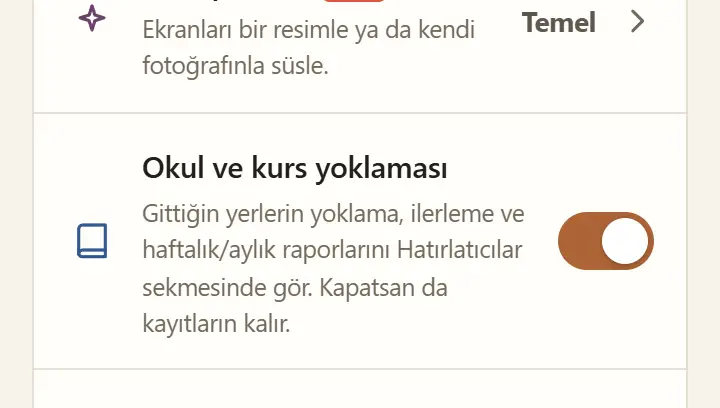 Ekranları bir resimle ya da kendi
fotoğrafınla süsle.
Temel
Okul ve kurs yoklaması
Gittiğin yerlerin yoklama, ilerleme ve
haftalık/aylık raporlarını Hatırlatıcılar
sekmesinde gör. Kapatsan da
kayıtların kalır.